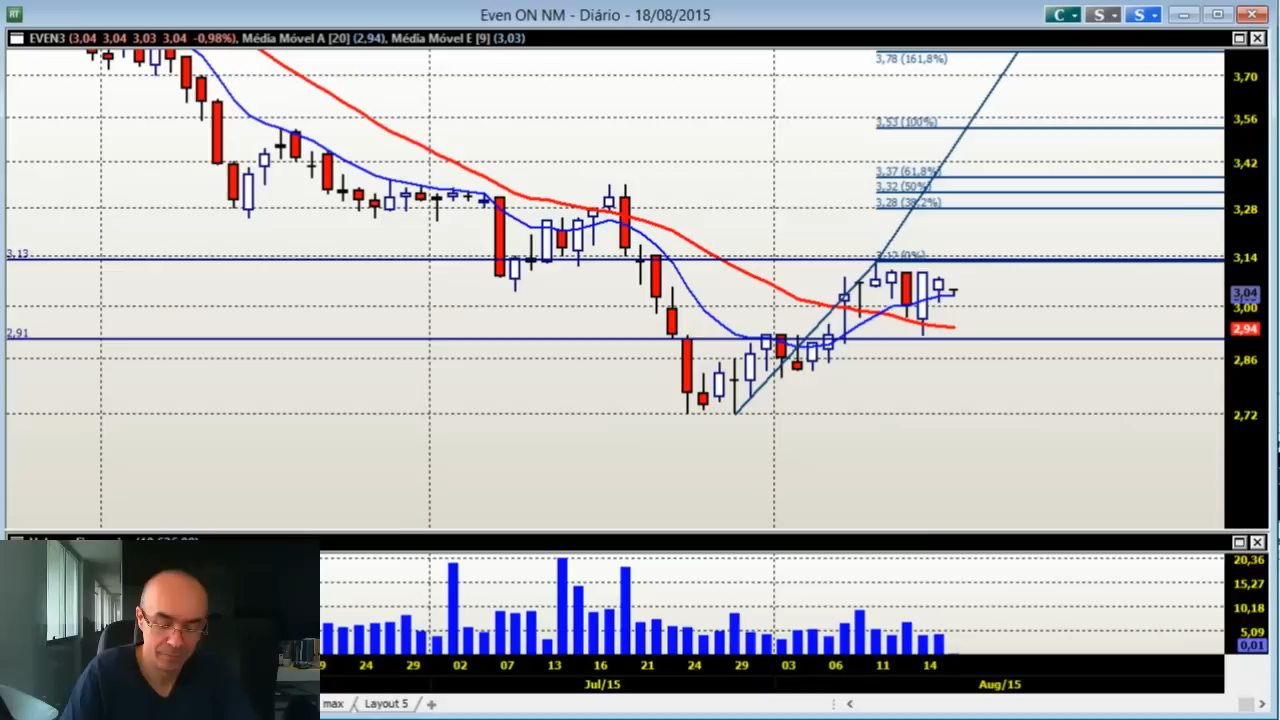 RT
Even ON NM - Diário - 18/08/2015
C
S
S
EVEN3 (3,04 3,04 3,03 3,04 -0,98%), Média Móvel A [20] (2,94), Média Móvel E [9] (3,03)
3,78 (161,8%)
3,70
3,56
3,53 (100%)
3,42
3,37 (61,8%)
3,32 (50%)
3,28 (38,2%)
3,28
3,13
3,12 (0%)
3,14
3,04
3,00
2,94
2,91
2,86
2,72
20,36
15,27
10,18
5,09
0,01
9 24 29 02 07 13 16 21 24 29 03 06 11 14
Jul/15
Aug/15
max
Layout 5